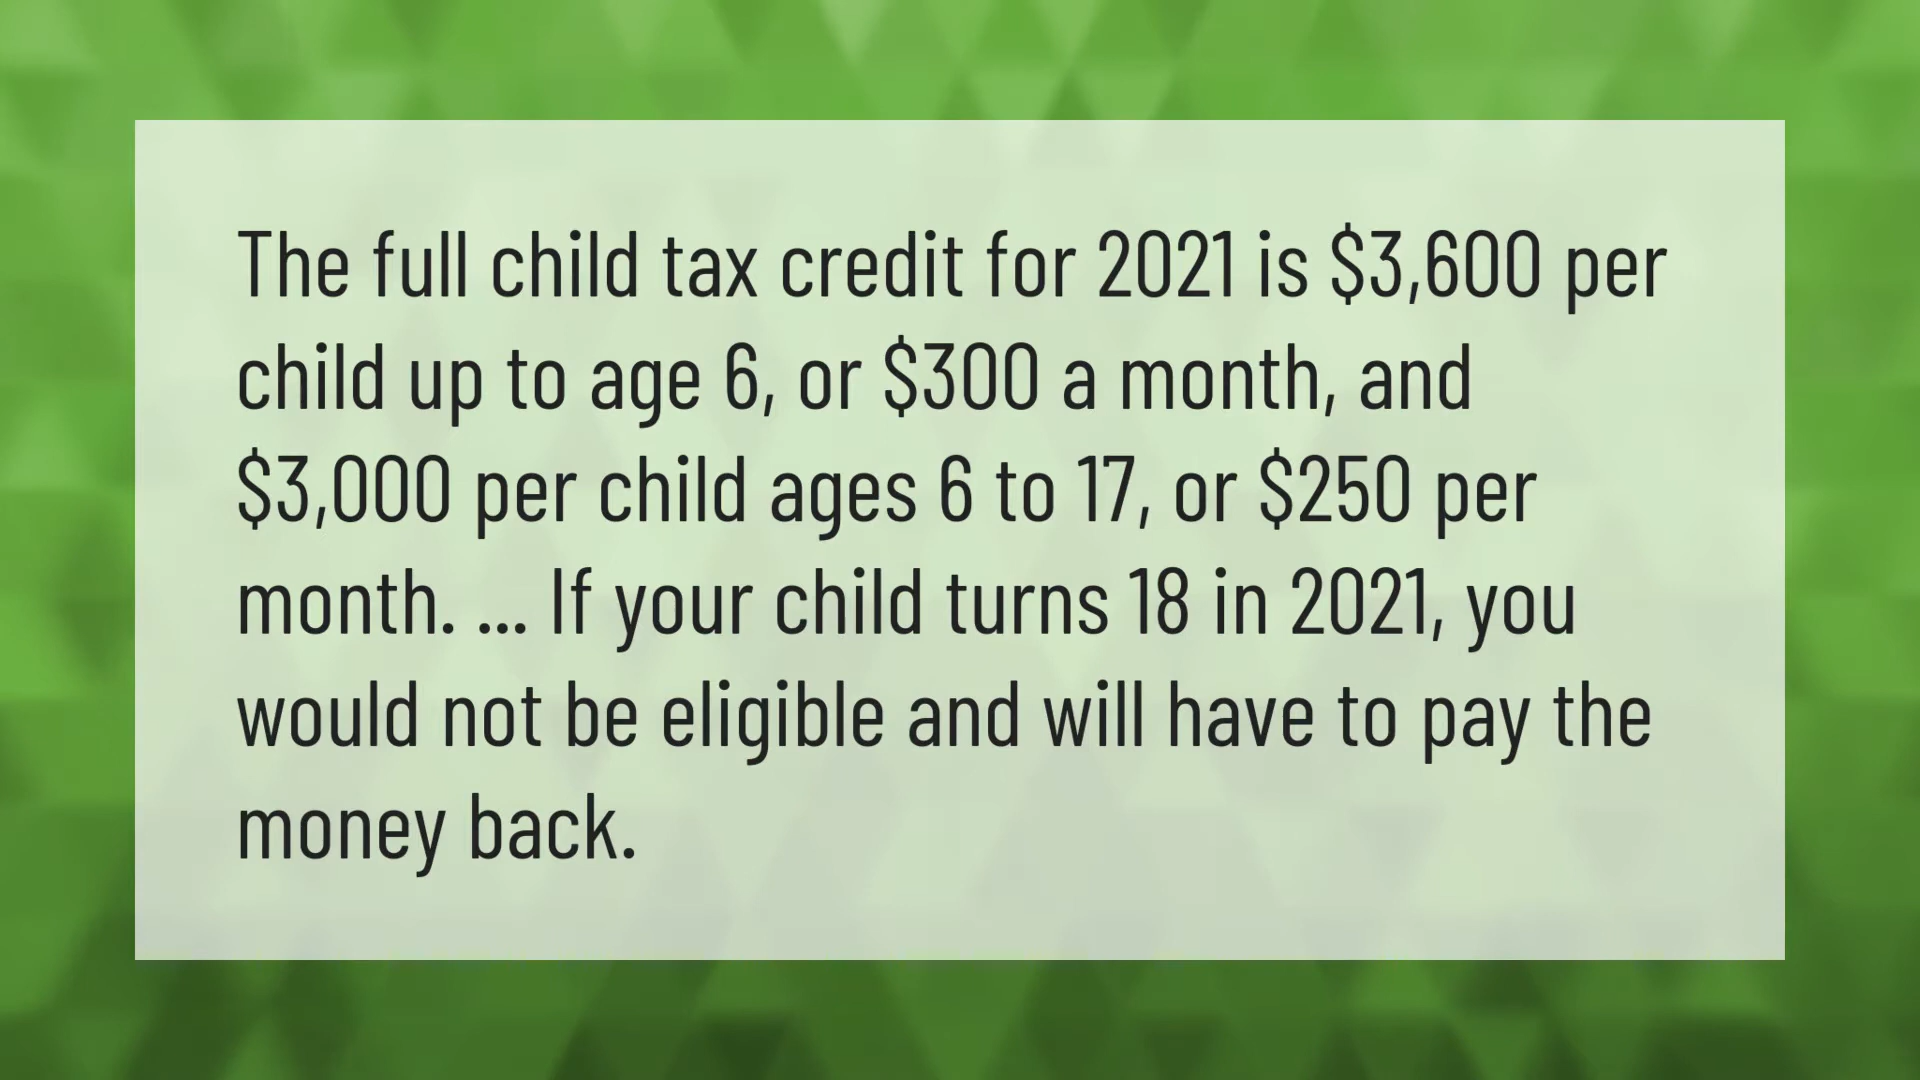 The full child tax credit for 2021 is $3,600 per
child up to age 6, or $300 a month, and
$3,000 per child ages 6 to 17, or $250 per
month. ... If your child turns 18 in 2021, you
would not be eligible and will have to pay the
money back.